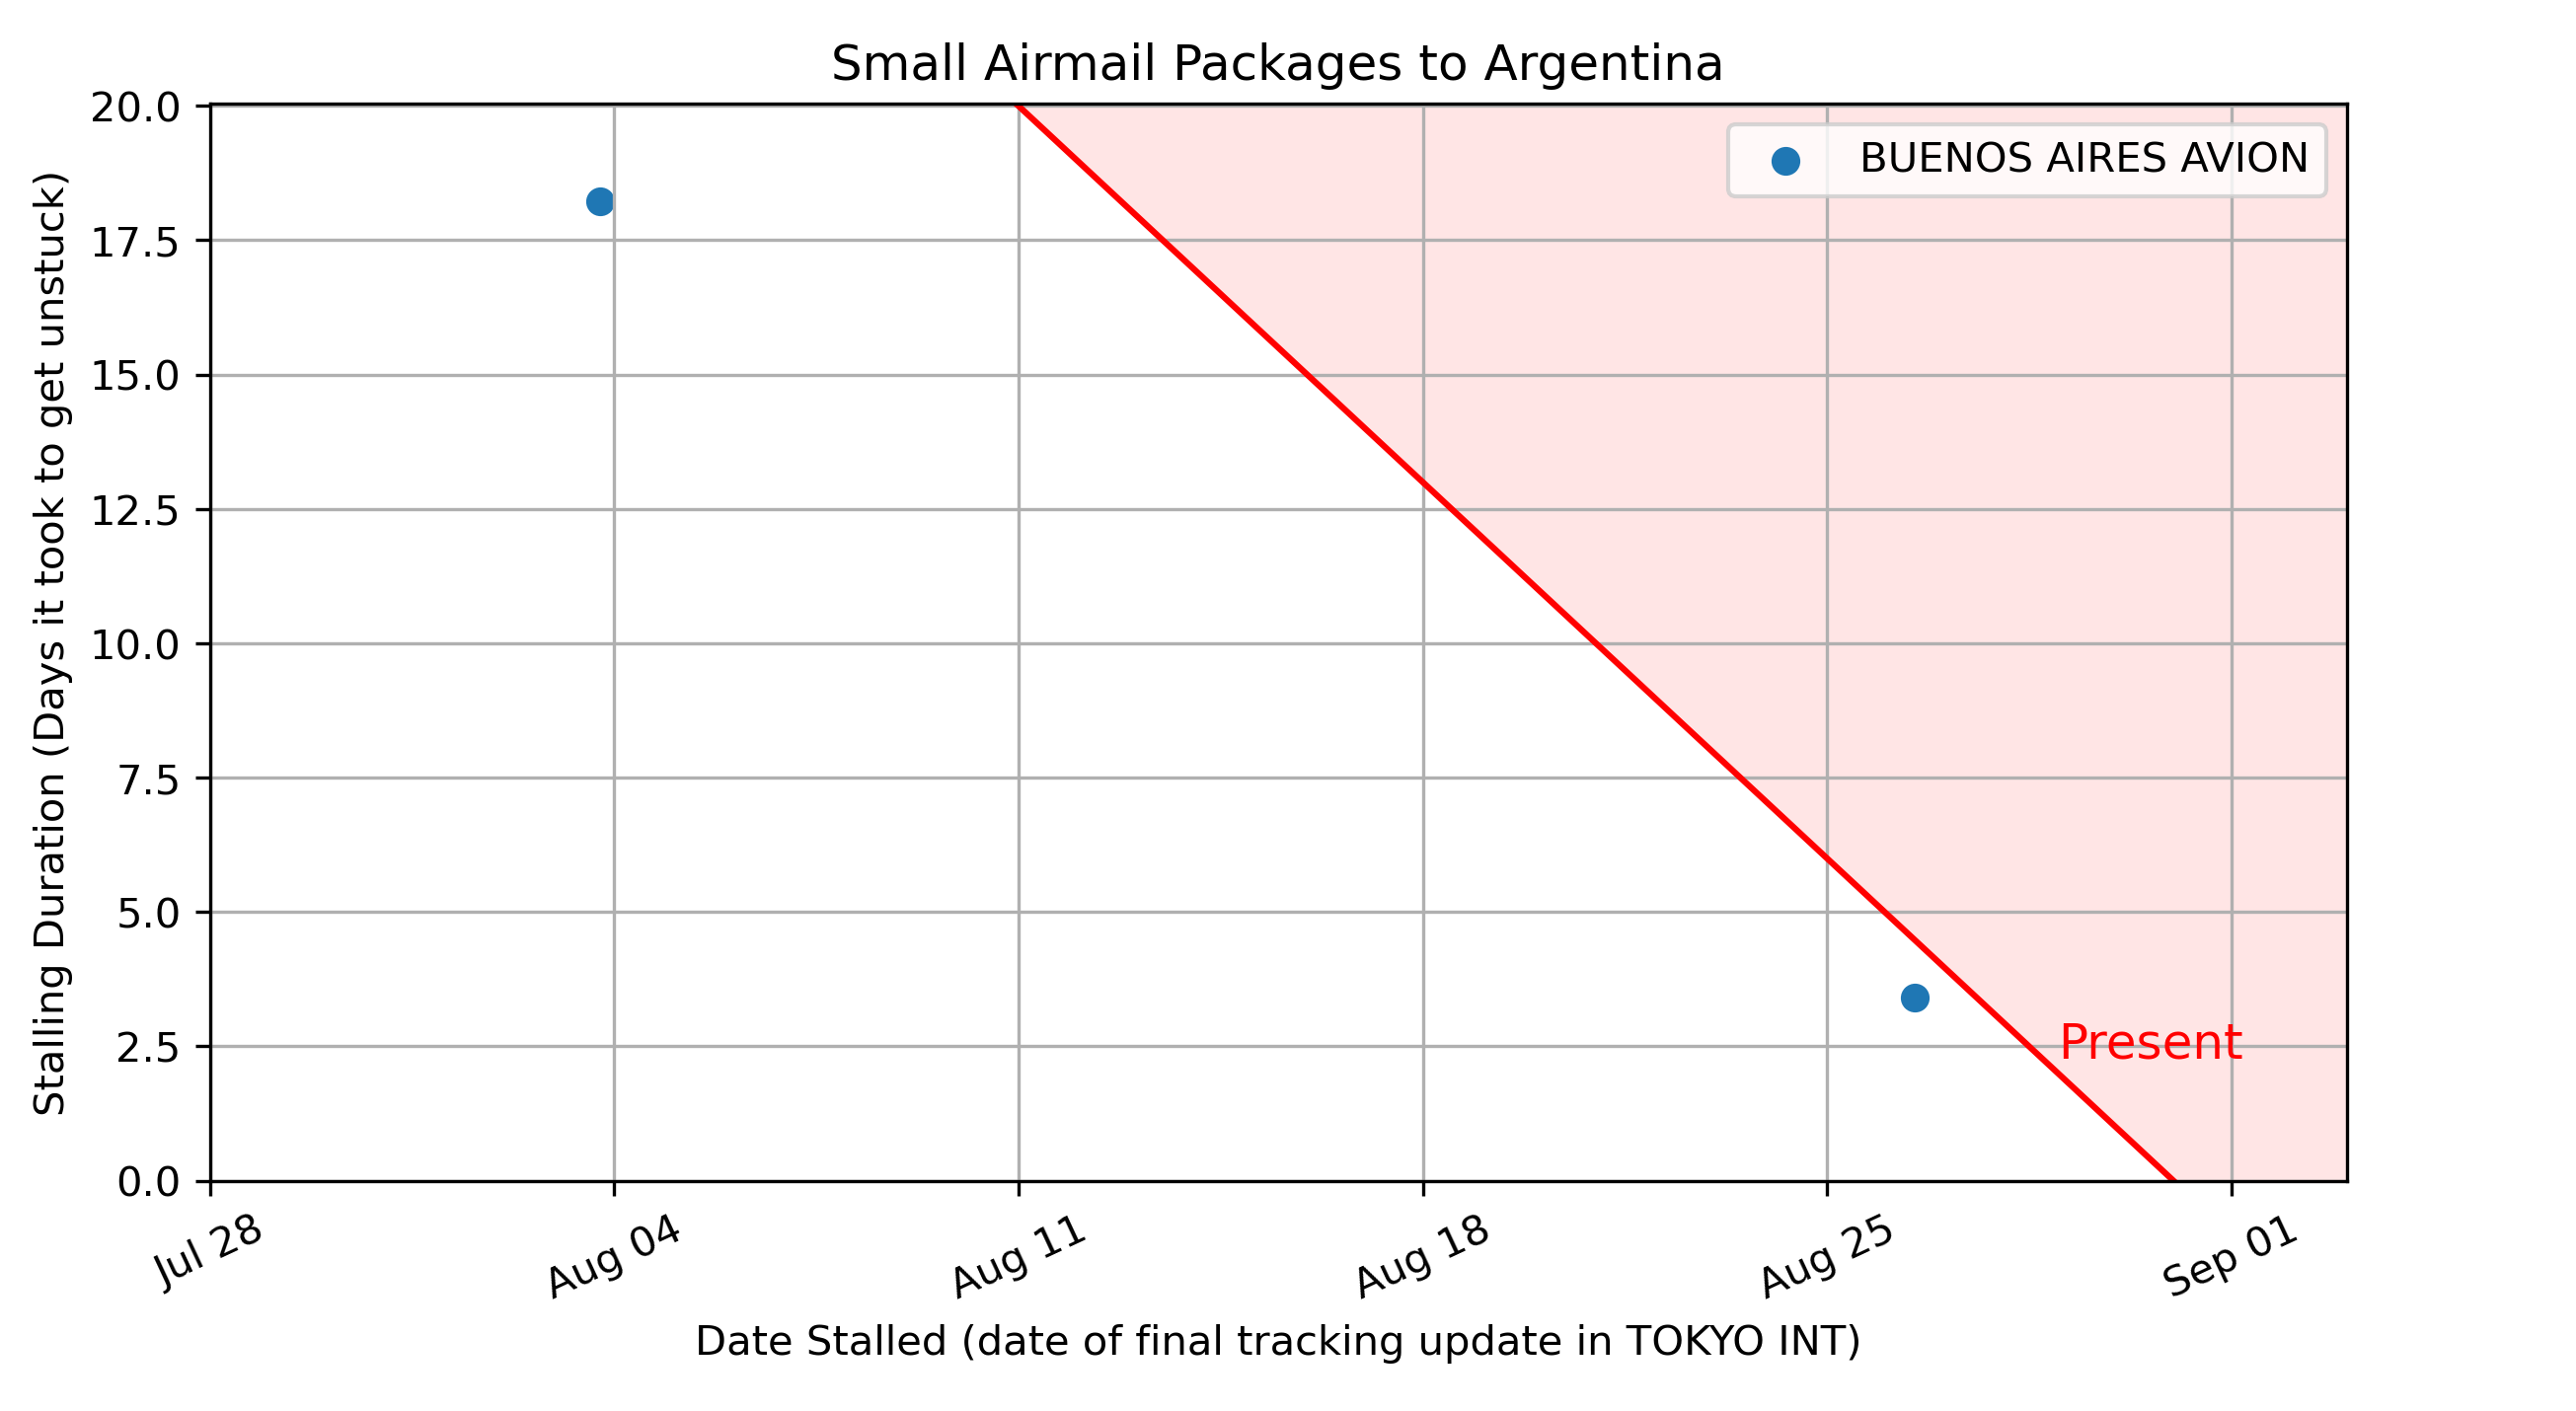 Small Airmail Packages to Argentina
BUENOS AIRES AVION
Stalling Duration (Days it took to get unstuck)
20.0
17.5
15.0
12.5
10.0
7.5
5.0
2.5
0.0
Present
Jul 28
Aug 04
Aug 11
Aug 18
Aug 25
Sep 01
Date Stalled (date of final tracking update in TOKYO INT)